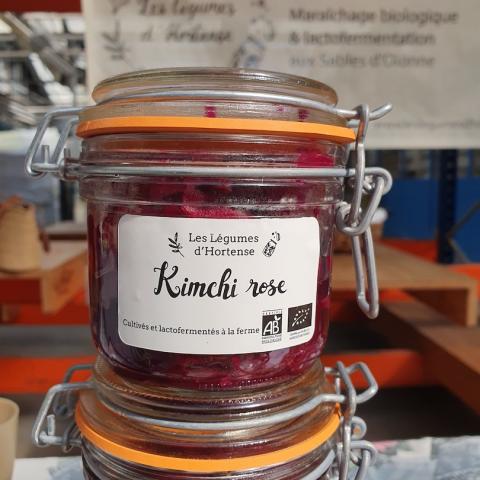 Les légumes
d'Hortense
Maraîchage biologique
& lactofermentation
aux Sables d'Olonne
Les Légumes
d'Hortense
Kimchi rose
Cultivés et lactofermentés à la ferme
AB